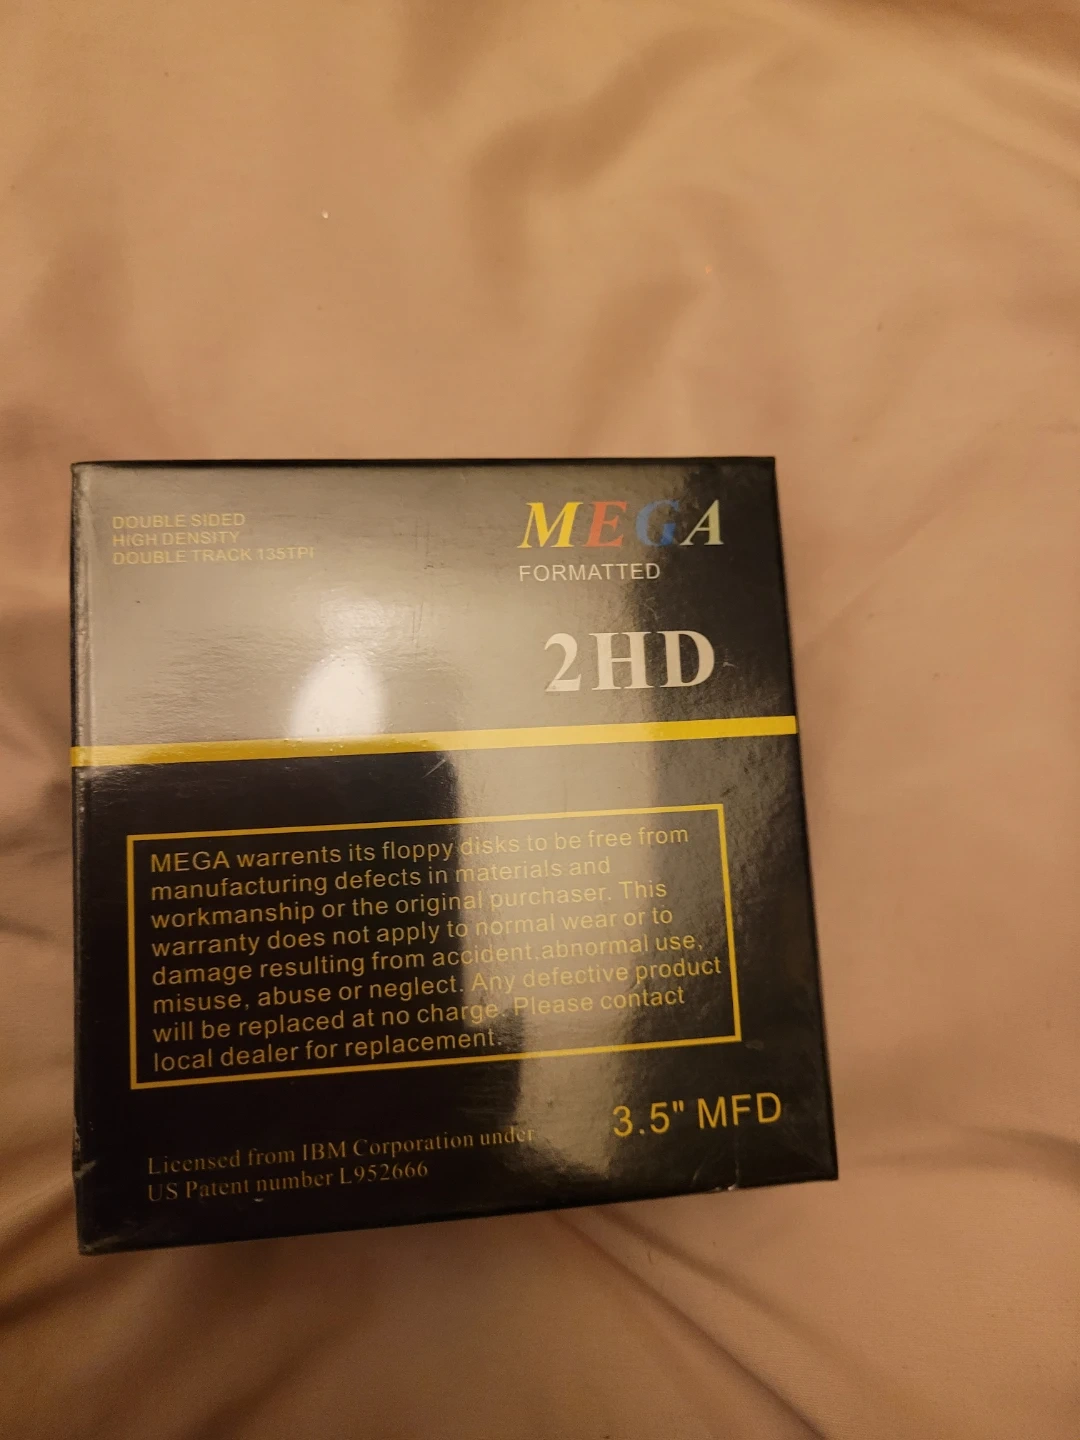 DOUBLE SIDED
HIGH DENSITY
DOUBLE TRACK 135TPI
MEGA
FORMATTED
2HD
MEGA warrents its floppy disks to be free from
manufacturing defects in materials and
workmanship or the original purchaser. This
warranty does not apply to normal wear or to
damage resulting from accident,abnormal use,
misuse, abuse or neglect. Any defective product
will be replaced at no charge. Please contact
local dealer for replacement.
3.5" MFD
Licensed from IBM Corporation under
US Patent number L952666